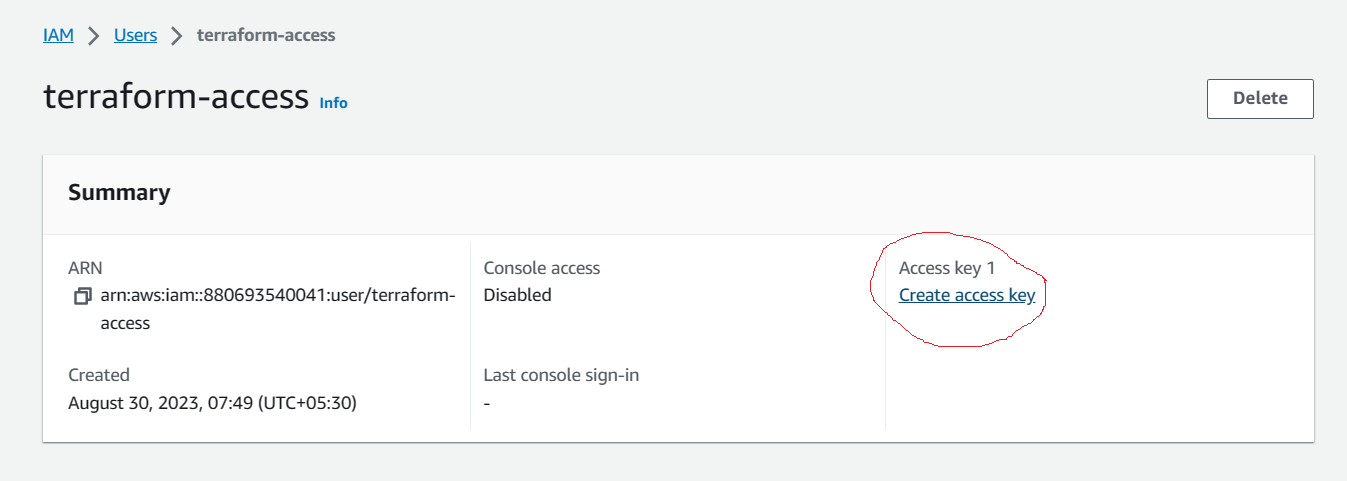 IAM > Users > terraform-access
terraform-access Info
Delete
Summary
ARN
arn:aws:iam::880693540041:user/terraform-
access
Created
August 30, 2023, 07:49 (UTC+05:30)
Console access
Disabled
Last console sign-in
-
Access key 1
Create access key